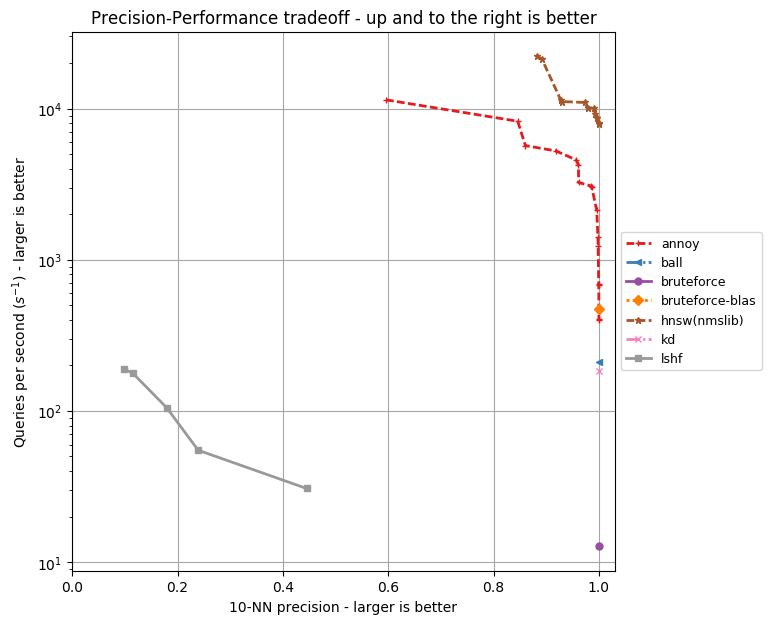 Precision-Performance tradeoff - up and to the right is better
Queries per second (s⁻¹) - larger is better
10⁴
10³
10²
10¹
0.0 0.2 0.4 0.6 0.8 1.0
10-NN precision - larger is better
annoy
ball
bruteforce
bruteforce-blas
hnsw(nmslib)
kd
lshf